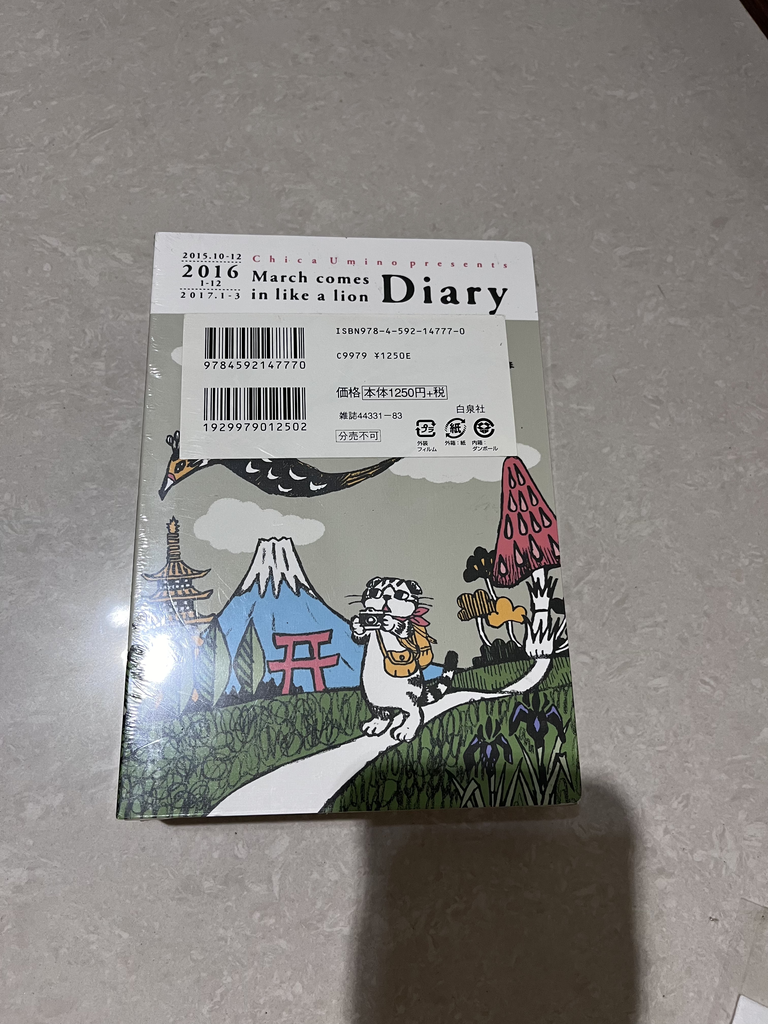 2015.10-12
2016
1-12
2017.1-3
Chica Umino presents
March comes
in like a lion
Diary
ISBN978-4-592-14777-0
C9979 ¥1250E
9784592147770
価格 本体1250円+税
雑誌44331-83
白泉社
1929979012502
分売不可
プラ
外装:
フィルム
紙
外箱:紙
内箱:
ダンボール